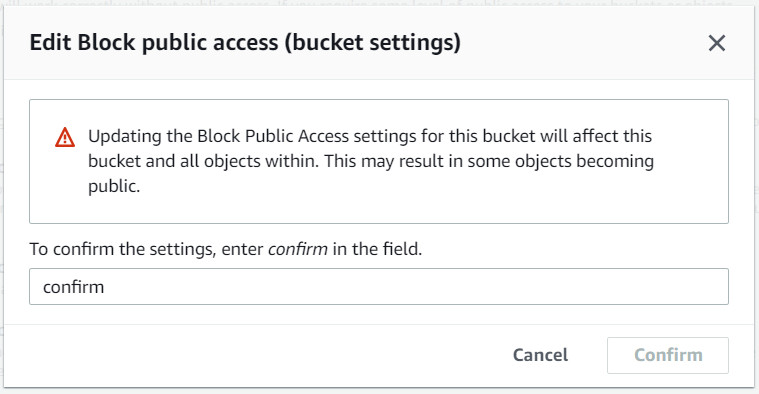 Edit Block public access (bucket settings)
Updating the Block Public Access settings for this bucket will affect this
bucket and all objects within. This may result in some objects becoming
public.
To confirm the settings, enter confirm in the field.
confirm
Cancel
Confirm